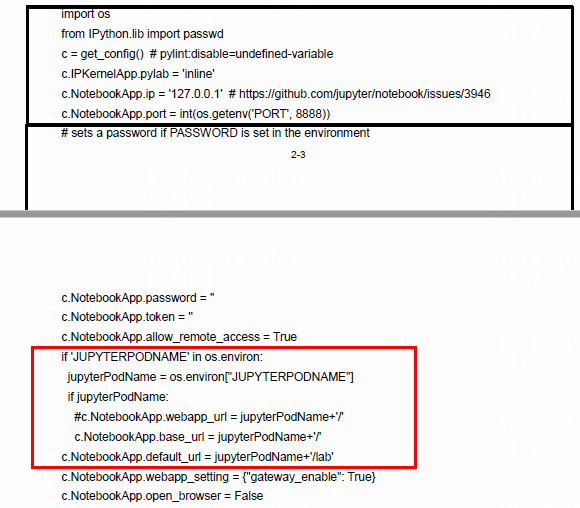 import os
from IPython.lib import passwd
c = get_config()  # pylint:disable=undefined-variable
c.IPKernelApp.pylab = 'inline'
c.NotebookApp.ip = '127.0.0.1'  # https://github.com/jupyter/notebook/issues/3946
c.NotebookApp.port = int(os.getenv('PORT', 8888))
# sets a password if PASSWORD is set in the environment
2-3
c.NotebookApp.password = ''
c.NotebookApp.token = ''
c.NotebookApp.allow_remote_access = True
if 'JUPYTERPODNAME' in os.environ:
  jupyterPodName = os.environ["JUPYTERPODNAME"]
  if jupyterPodName:
    #c.NotebookApp.webapp_url = jupyterPodName+'/'
    c.NotebookApp.base_url = jupyterPodName+'/'
c.NotebookApp.default_url = jupyterPodName+'/lab'
c.NotebookApp.webapp_setting = {"gateway_enable": True}
c.NotebookApp.open_browser = False